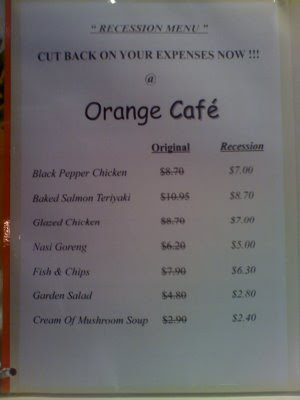 " RECESSION MENU "
CUT BACK ON YOUR EXPENSES NOW !!!
@
Orange Café
Original Recession
Black Pepper Chicken $8.70 $7.00
Baked Salmon Teriyaki $10.95 $8.70
Glazed Chicken $8.70 $7.00
Nasi Goreng $6.20 $5.00
Fish & Chips $7.90 $6.30
Garden Salad $4.80 $2.80
Cream Of Mushroom Soup $2.90 $2.40